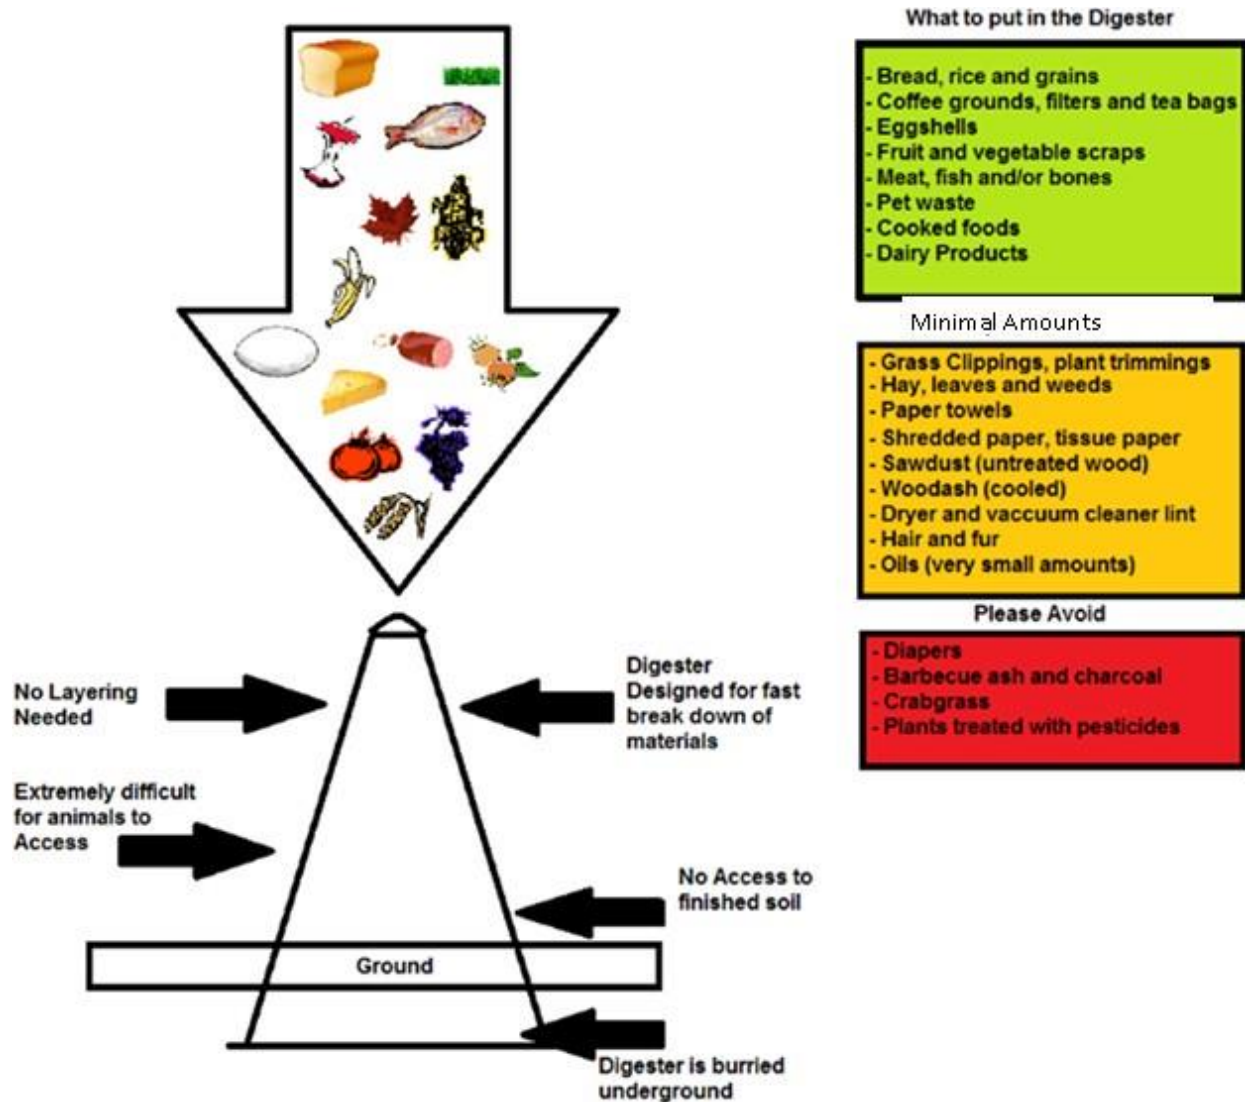 What to put in the Digester
- Bread, rice and grains
- Coffee grounds, filters and tea bags
- Eggshells
- Fruit and vegetable scraps
- Meat, fish and/or bones
- Pet waste
- Cooked foods
- Dairy Products
Minimal Amounts
- Grass Clippings, plant trimmings
- Hay, leaves and weeds
- Paper towels
- Shredded paper, tissue paper
- Sawdust (untreated wood)
- Woodash (cooled)
- Dryer and vaccuum cleaner lint
- Hair and fur
- Oils (very small amounts)
Please Avoid
- Diapers
- Barbecue ash and charcoal
- Crabgrass
- Plants treated with pesticides
No Layering
Needed
Digester
Designed for fast
break down of
materials
Extremely difficult
for animals to
Access
No Access to
finished soil
Ground
Digester is burried
underground